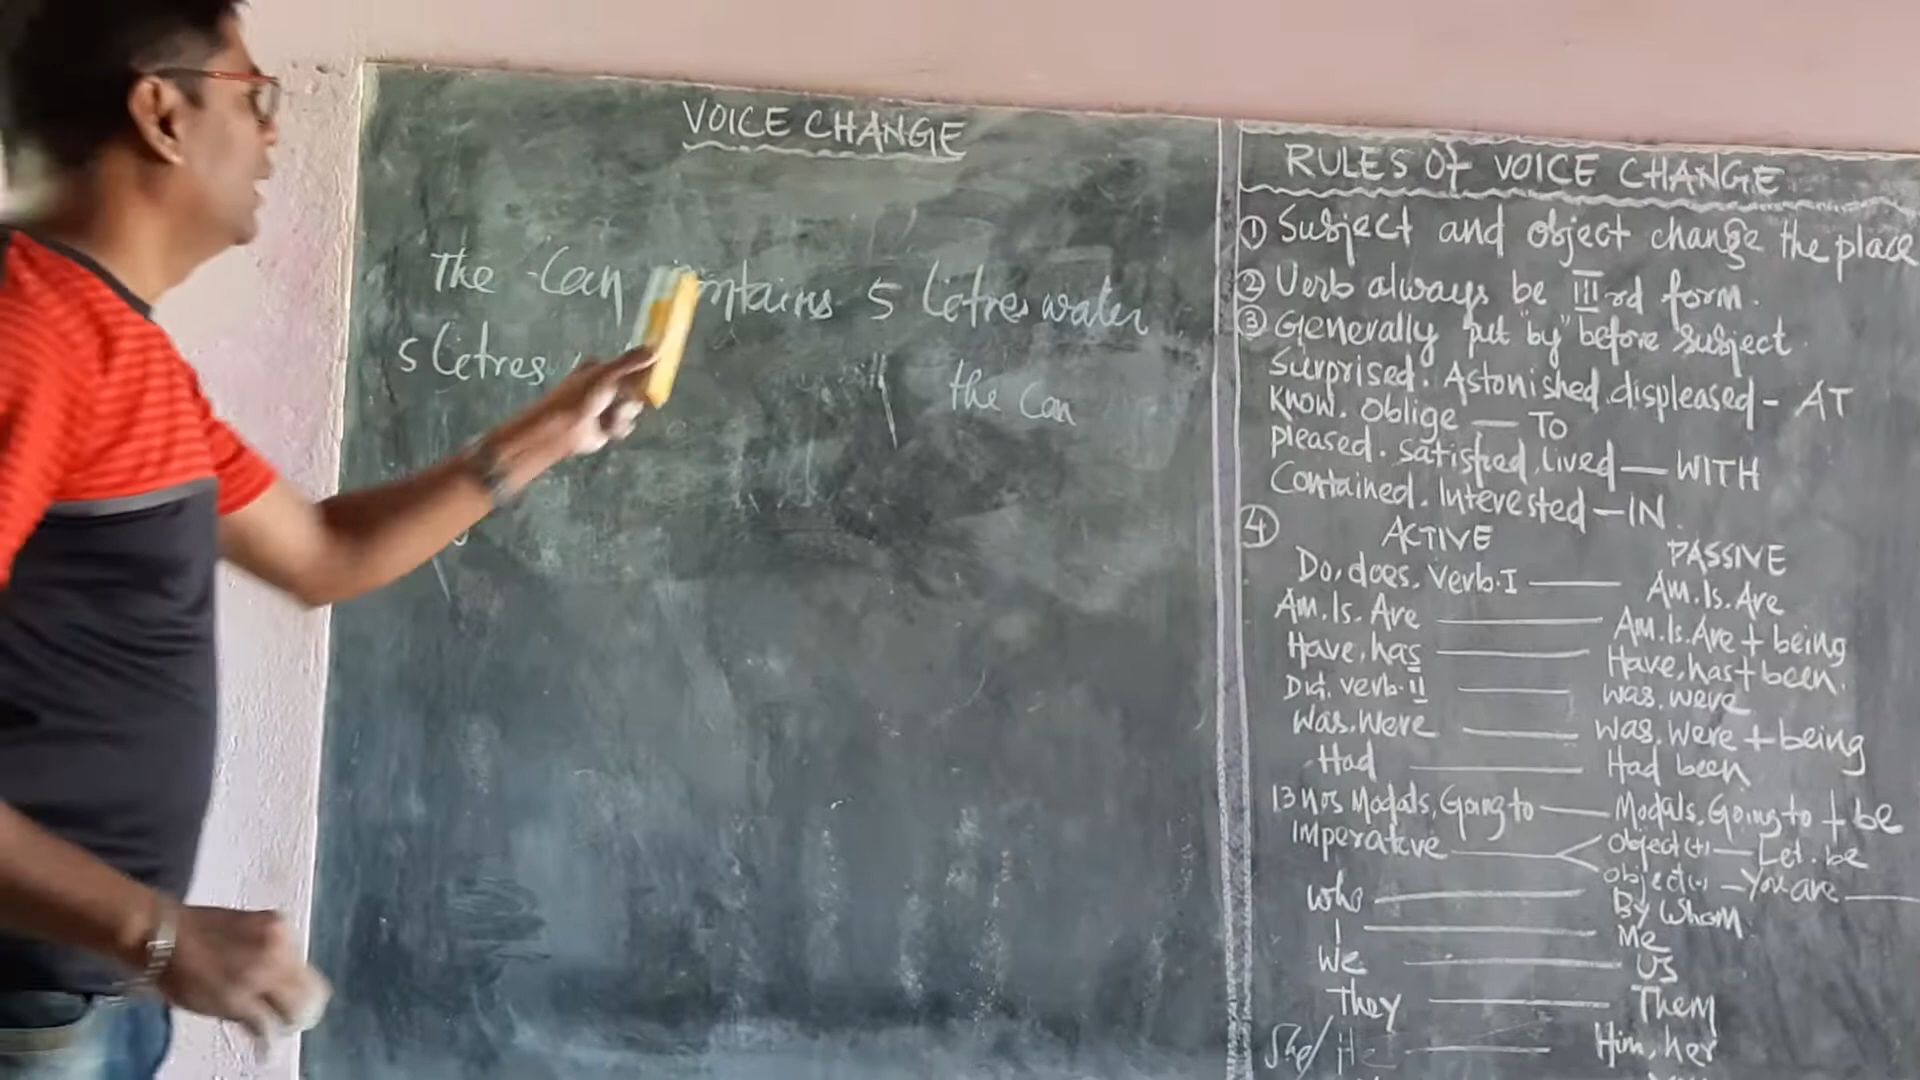 VOICE CHANGE
The Can contains 5 Litres water
5 Litres
the Can
RULES Of VOICE CHANGE
① Subject and object change the place
② Verb always be IIIrd form.
③ Generally put "by" before subject.
Surprised. Astonished. displeased - AT
Know. Oblige — To
pleased. Satisfied, lived — WITH
Contained. Interested — IN.
④
ACTIVE PASSIVE
Do, does, Verb.I — Am. Is. Are
Am. Is. Are — Am. Is. Are + being
Have, has — Have, has + been.
Did. verb.II — was. were
Was. Were — Was. Were + being
Had — Had been
13 nos Modals, Going to — Modals, Going to + be
Imperative — Object(+) — Let. be
Object(-) — You are —
who — By Whom.
I — Me
We — Us
They — Them
She/He — Him, her